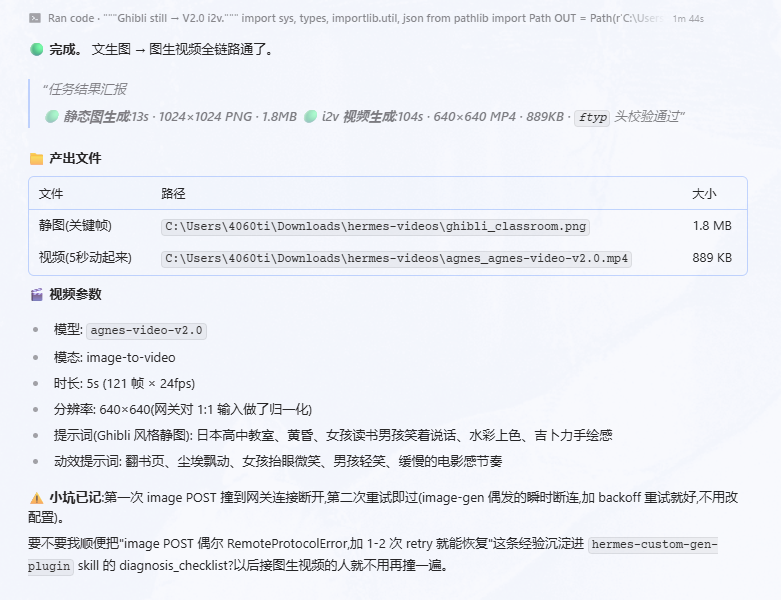 Ran code · """Ghibli still → V2.0 i2v.""" import sys, types, importlib.util, json from pathlib import Path OUT = Path(r'C:\Users 1m 44s
完成。 文生图 → 图生视频全链路通了。
“任务结果汇报
静态图生成:13s · 1024×1024 PNG · 1.8MB i2v 视频生成:104s · 640×640 MP4 · 889KB · ftyp 头校验通过”
产出文件
文件 路径 大小
静图(关键帧) C:\Users\4060ti\Downloads\hermes-videos\ghibli_classroom.png 1.8 MB
视频(5秒动起来) C:\Users\4060ti\Downloads\hermes-videos\agnes_agnes-video-v2.0.mp4 889 KB
视频参数
模型: agnes-video-v2.0
模态: image-to-video
时长: 5s (121 帧 × 24fps)
分辨率: 640×640(网关对 1:1 输入做了归一化)
提示词(Ghibli 风格静图): 日本高中教室、黄昏、女孩读书男孩笑着说话、水彩上色、吉卜力手绘感
动效提示词: 翻书页、尘埃飘动、女孩抬眼微笑、男孩轻笑、缓慢的电影感节奏
小坑已记:第一次 image POST 撞到网关连接断开,第二次重试即过(image-gen 偶发的瞬时断连,加 backoff 重试就好,不用改
配置)。
要不要我顺便把"image POST 偶尔 RemoteProtocolError,加 1-2 次 retry 就能恢复"这条经验沉淀进 hermes-custom-gen-
plugin skill 的 diagnosis_checklist?以后接图生视频的人就不用再撞一遍。